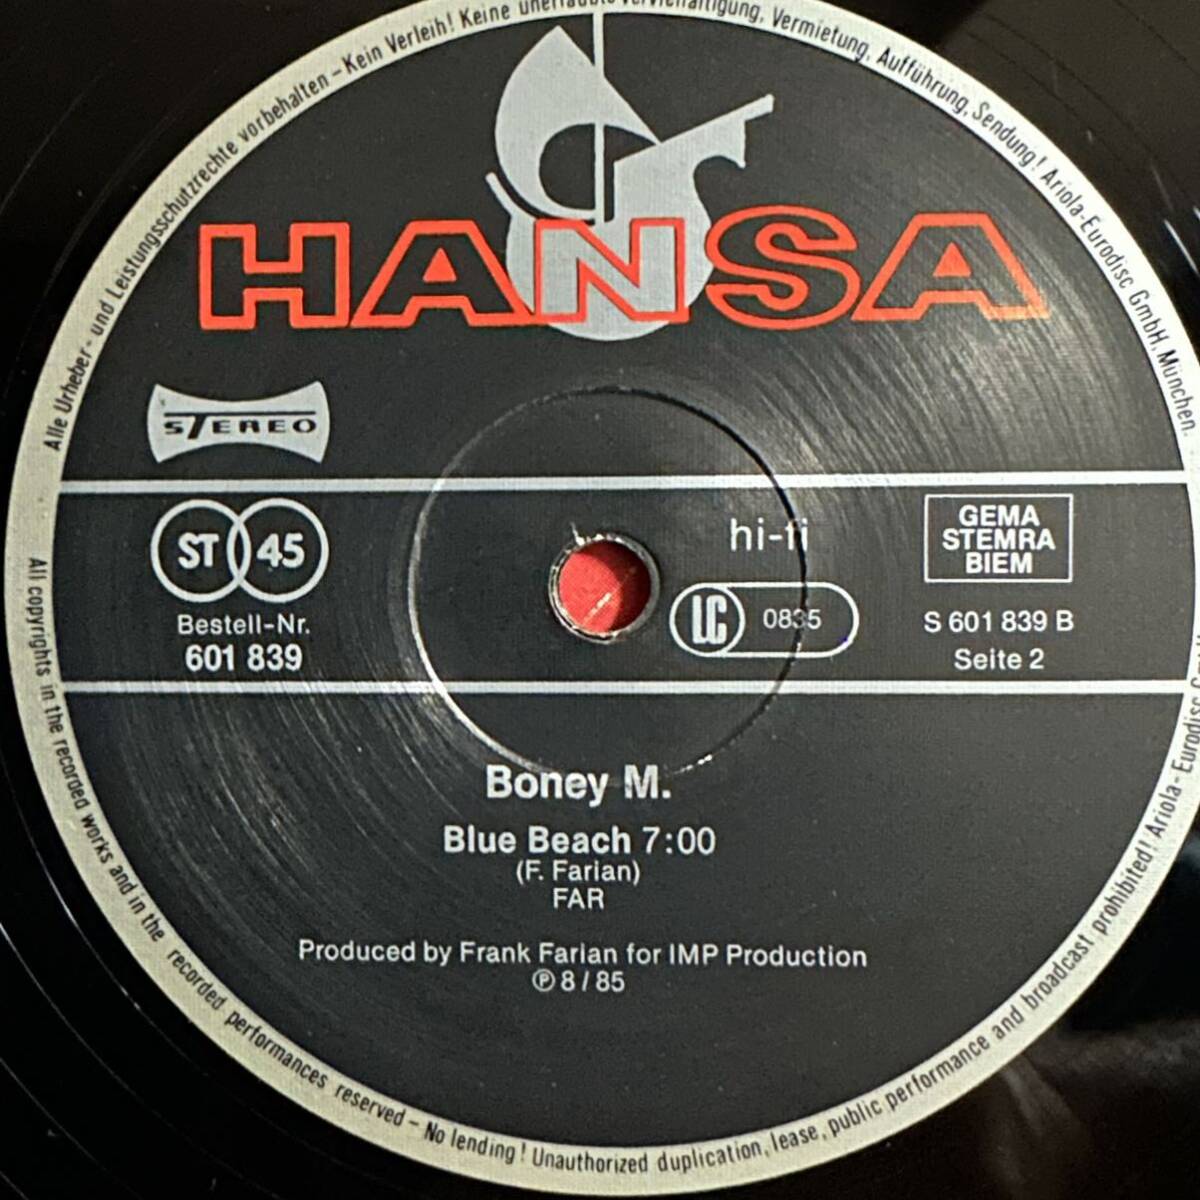 Alle Urheber- und Leistungsschutzrechte vorbehalten – Kein Verleih! Keine unerlaubte Vervielfältigung, Vermietung, Aufführung, Sendung! Ariola-Eurodisc GmbH, München.
HANSA
STEREO
ST 45
Bestell-Nr.
601 839
hi-fi
LC 0835
GEMA
STEMRA
BIEM
S 601 839 B
Seite 2
Boney M.
Blue Beach 7:00
(F. Farian)
FAR
Produced by Frank Farian for IMP Production
℗ 8/85
All copyrights in the recorded works and in the recorded performances reserved – No lending! Unauthorized duplication, lease, public performance and broadcast prohibited! Ariola-Eurodisc